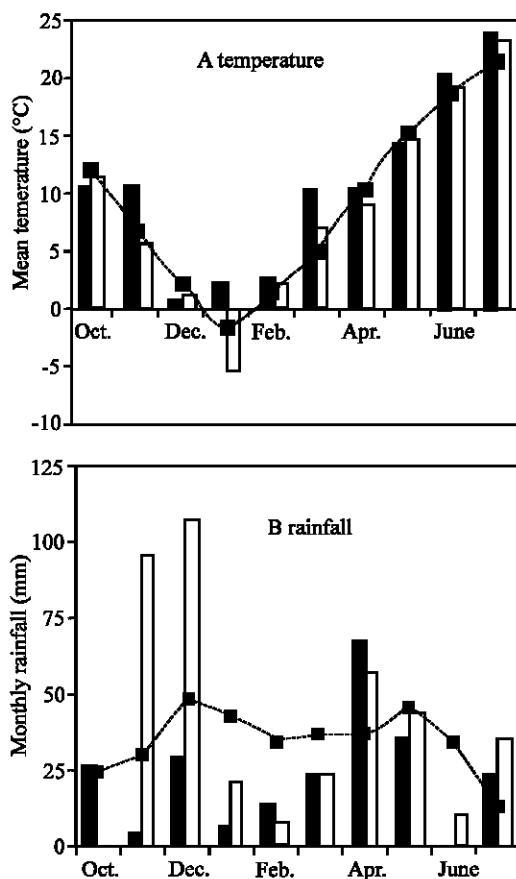 25
A temperature
20
15
10
5
0
Oct. Dec. Feb. Apr. June
-5
-10
Mean temerature (°C)
125
B rainfall
100
75
50
25
0
Oct. Dec. Feb. Apr. June
Monthly rainfall (mm)